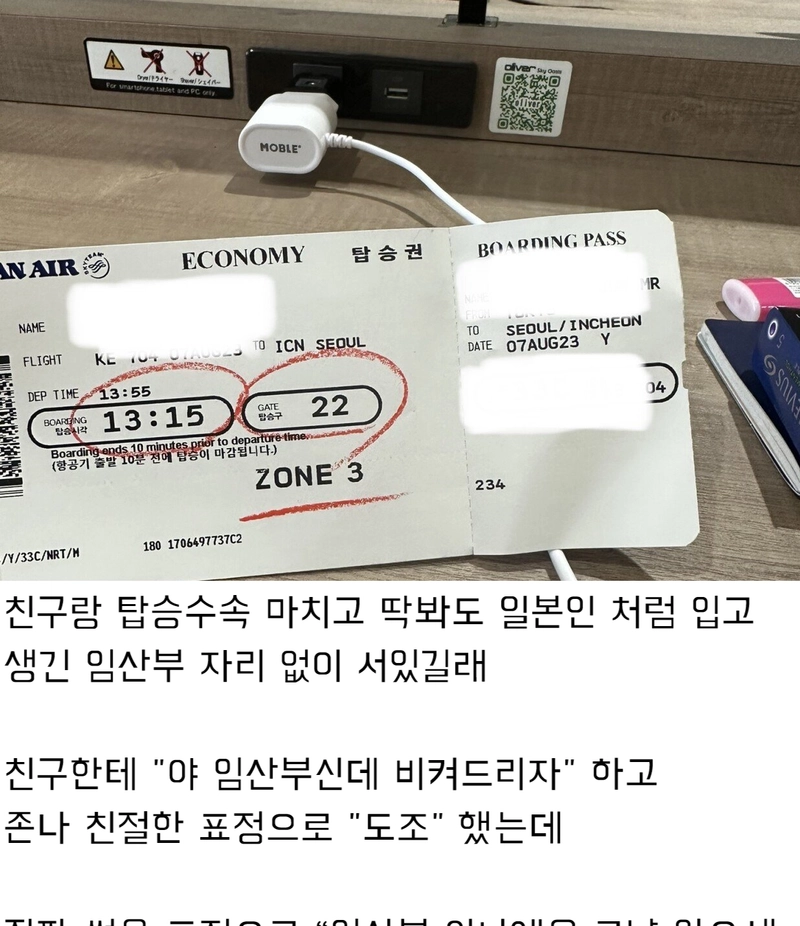 Dryer/ドライヤー Shaver/シェイバー
For smartphone,tablet and PC only.
oliver Sky Oasis
oliver
MOBLE
AN AIR
ECONOMY
탑승권
BOARDING PASS
MR
NAME
TO ICN SEOUL
FLIGHT KE
TO SEOUL/INCHEON
DATE 07AUG23 Y
DEP TIME 13:55
BOARDING 탑승시각 13:15
GATE 탑승구 22
04
Boarding ends 10 minutes prior to departure time.
(항공기 출발 10분 전에 탑승이 마감됩니다.)
ZONE 3
234
/Y/33C/NRT/M
180 1706497737C2
친구랑 탑승수속 마치고 딱봐도 일본인 처럼 입고
생긴 임산부 자리 없이 서있길래
친구한테 "야 임산부신데 비켜드리자" 하고
존나 친절한 표정으로 "도조" 했는데